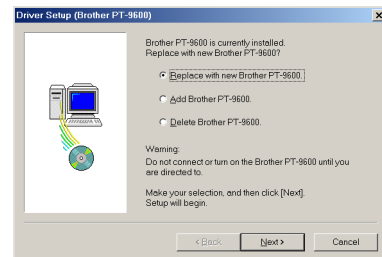 Driver Setup (Brother PT-9600)
Brother PT-9600 is currently installed.
Replace with new Brother PT-9600?
Replace with new Brother PT-9600.
Add Brother PT-9600.
Delete Brother PT-9600.
Warning:
Do not connect or turn on the Brother PT-9600 until you
are directed to.
Make your selection, and then click [Next].
Setup will begin.
< Back
Next >
Cancel